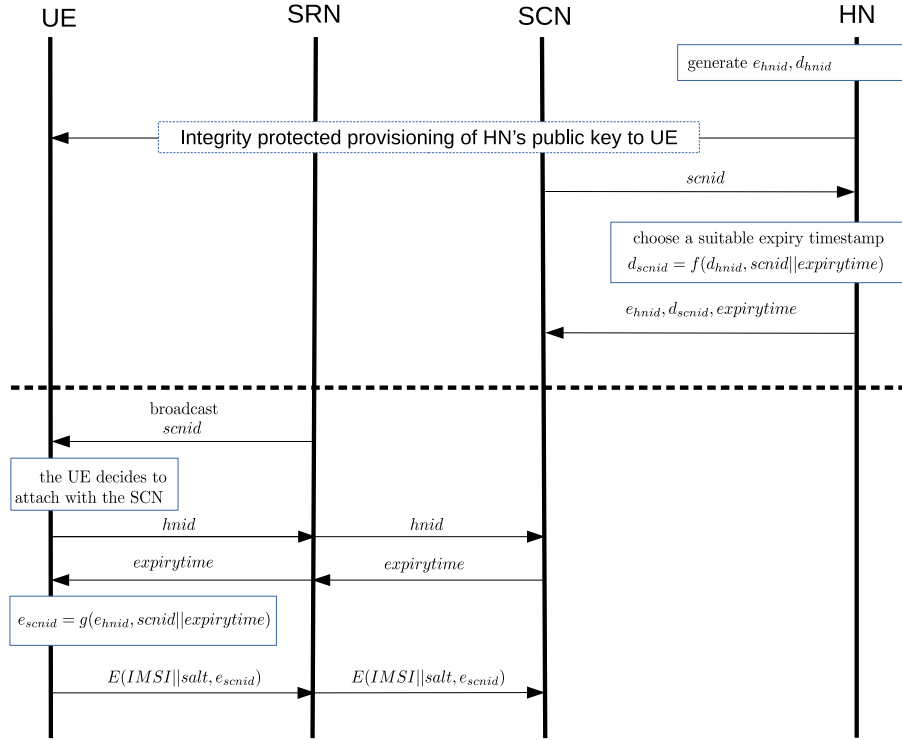 UE SRN SCN HN
generate e_hnid, d_hnid
Integrity protected provisioning of HN's public key to UE
scnid
choose a suitable expiry timestamp
d_scnid = f(d_hnid, scnid||expirytime)
e_hnid, d_scnid, expirytime
broadcast
scnid
the UE decides to
attach with the SCN
hnid hnid
expirytime expirytime
e_scnid = g(e_hnid, scnid||expirytime)
E(IMSI||salt, e_scnid) E(IMSI||salt, e_scnid)